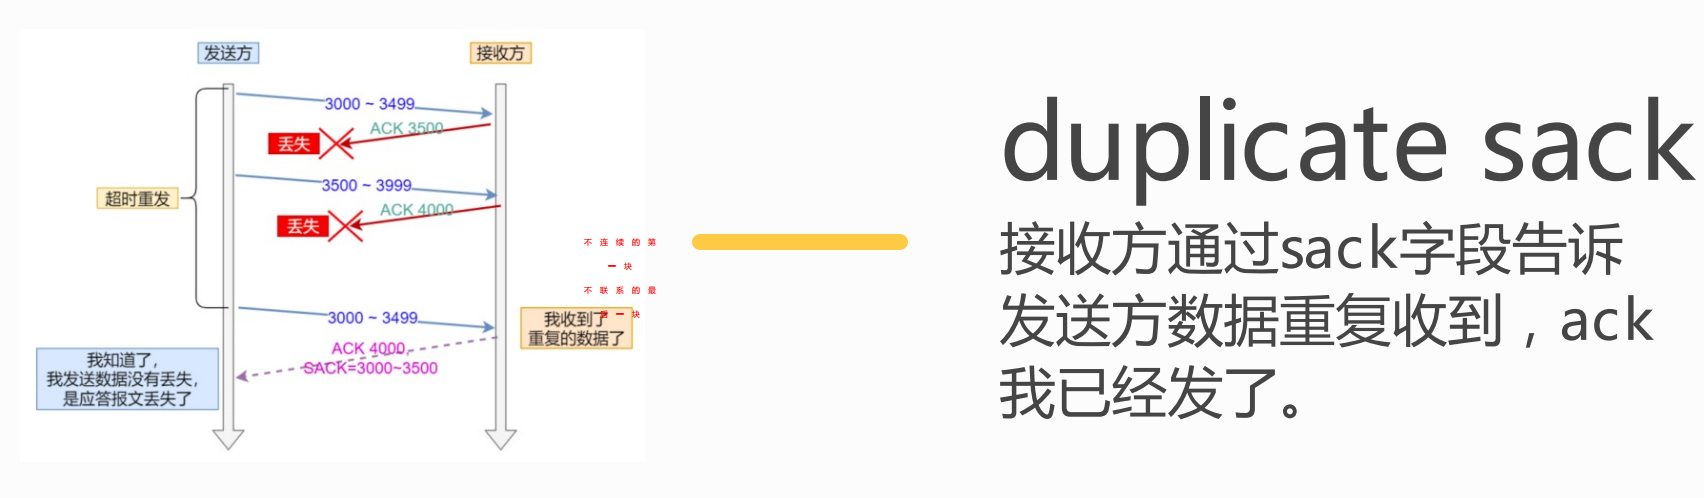 发送方
接收方
3000 ~ 3499
ACK 3500
丢失
3500 ~ 3999
超时重发
ACK 4000
丢失
不连续的第
一块
不联系的最
后一块
3000 ~ 3499
我收到了
重复的数据了
ACK 4000,
SACK=3000~3500
我知道了，
我发送数据没有丢失，
是应答报文丢失了
duplicate sack
接收方通过sack字段告诉
发送方数据重复收到，ack
我已经发了。